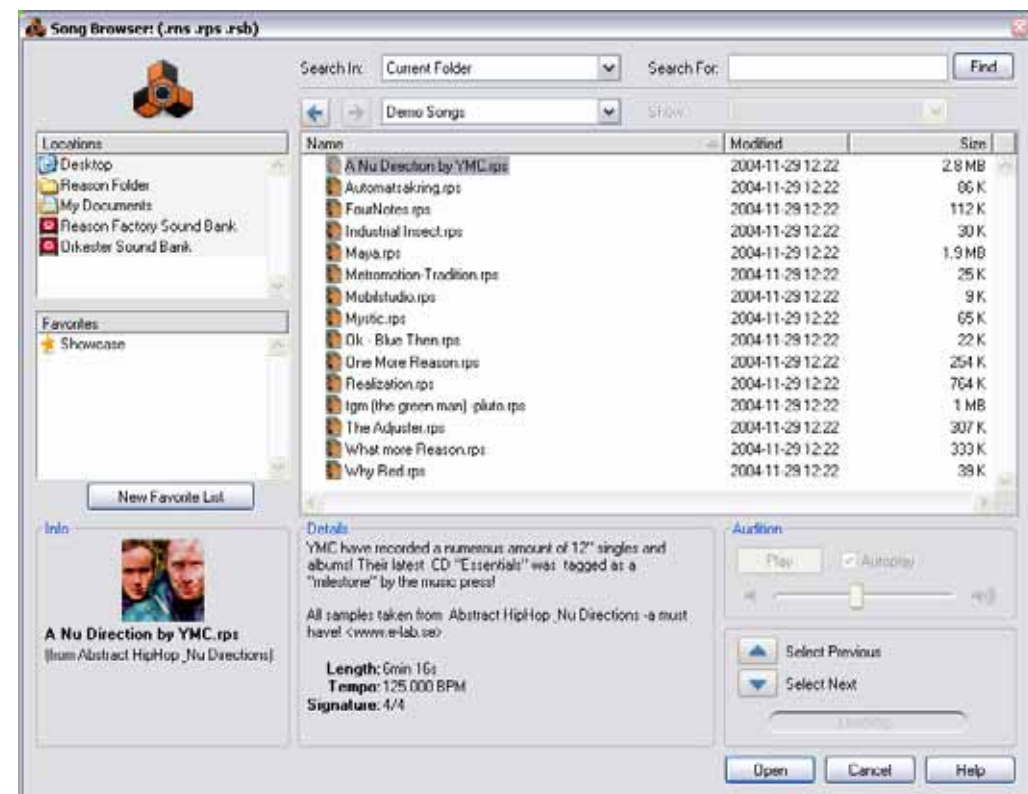 Song Browser: (.rns .rps .rsb)
Search In: Current Folder Search For: Find
Demo Songs Show:
Locations
Desktop
Reason Folder
My Documents
Reason Factory Sound Bank
Orkester Sound Bank
Favorites
Showcase
New Favorite List
Name Modified Size
A Nu Direction by YMC.rps 2004-11-29 12:22 2.8 MB
Automatsakring.rps 2004-11-29 12:22 86 K
FourNotes.rps 2004-11-29 12:22 112 K
Industrial Insect.rps 2004-11-29 12:22 30 K
Maya.rps 2004-11-29 12:22 1.9 MB
Metromotion-Tradition.rps 2004-11-29 12:22 25 K
Mobilstudio.rps 2004-11-29 12:22 9 K
Mystic.rps 2004-11-29 12:22 65 K
Ok - Blue Then.rps 2004-11-29 12:22 22 K
One More Reason.rps 2004-11-29 12:22 254 K
Realization.rps 2004-11-29 12:22 764 K
tgm (the green man) -pluto.rps 2004-11-29 12:22 1 MB
The Adjuster.rps 2004-11-29 12:22 307 K
What more Reason.rps 2004-11-29 12:22 333 K
Why Red.rps 2004-11-29 12:22 39 K
Info
A Nu Direction by YMC.rps
(from Abstract HipHop_Nu Directions)
Details
YMC have recorded a numerous amount of 12" singles and
albums! Their latest CD "Essentials" was tagged as a
"milestone" by the music press!
All samples taken from Abstract HipHop_Nu Directions -a must
have! <www.e-lab.se>
Length: 6min 16s
Tempo: 125.000 BPM
Signature: 4/4
Audition
Play Autoplay
Select Previous
Select Next
Loading
Open Cancel Help